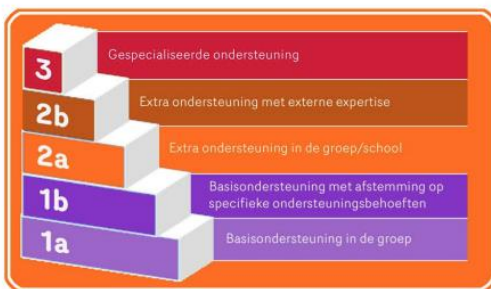 3
Gespecialiseerde ondersteuning
2b
Extra ondersteuning met externe expertise
2a
Extra ondersteuning in de groep/school
1b
Basisondersteuning met afstemming op
specifieke ondersteuningsbehoeften
1a
Basisondersteuning in de groep